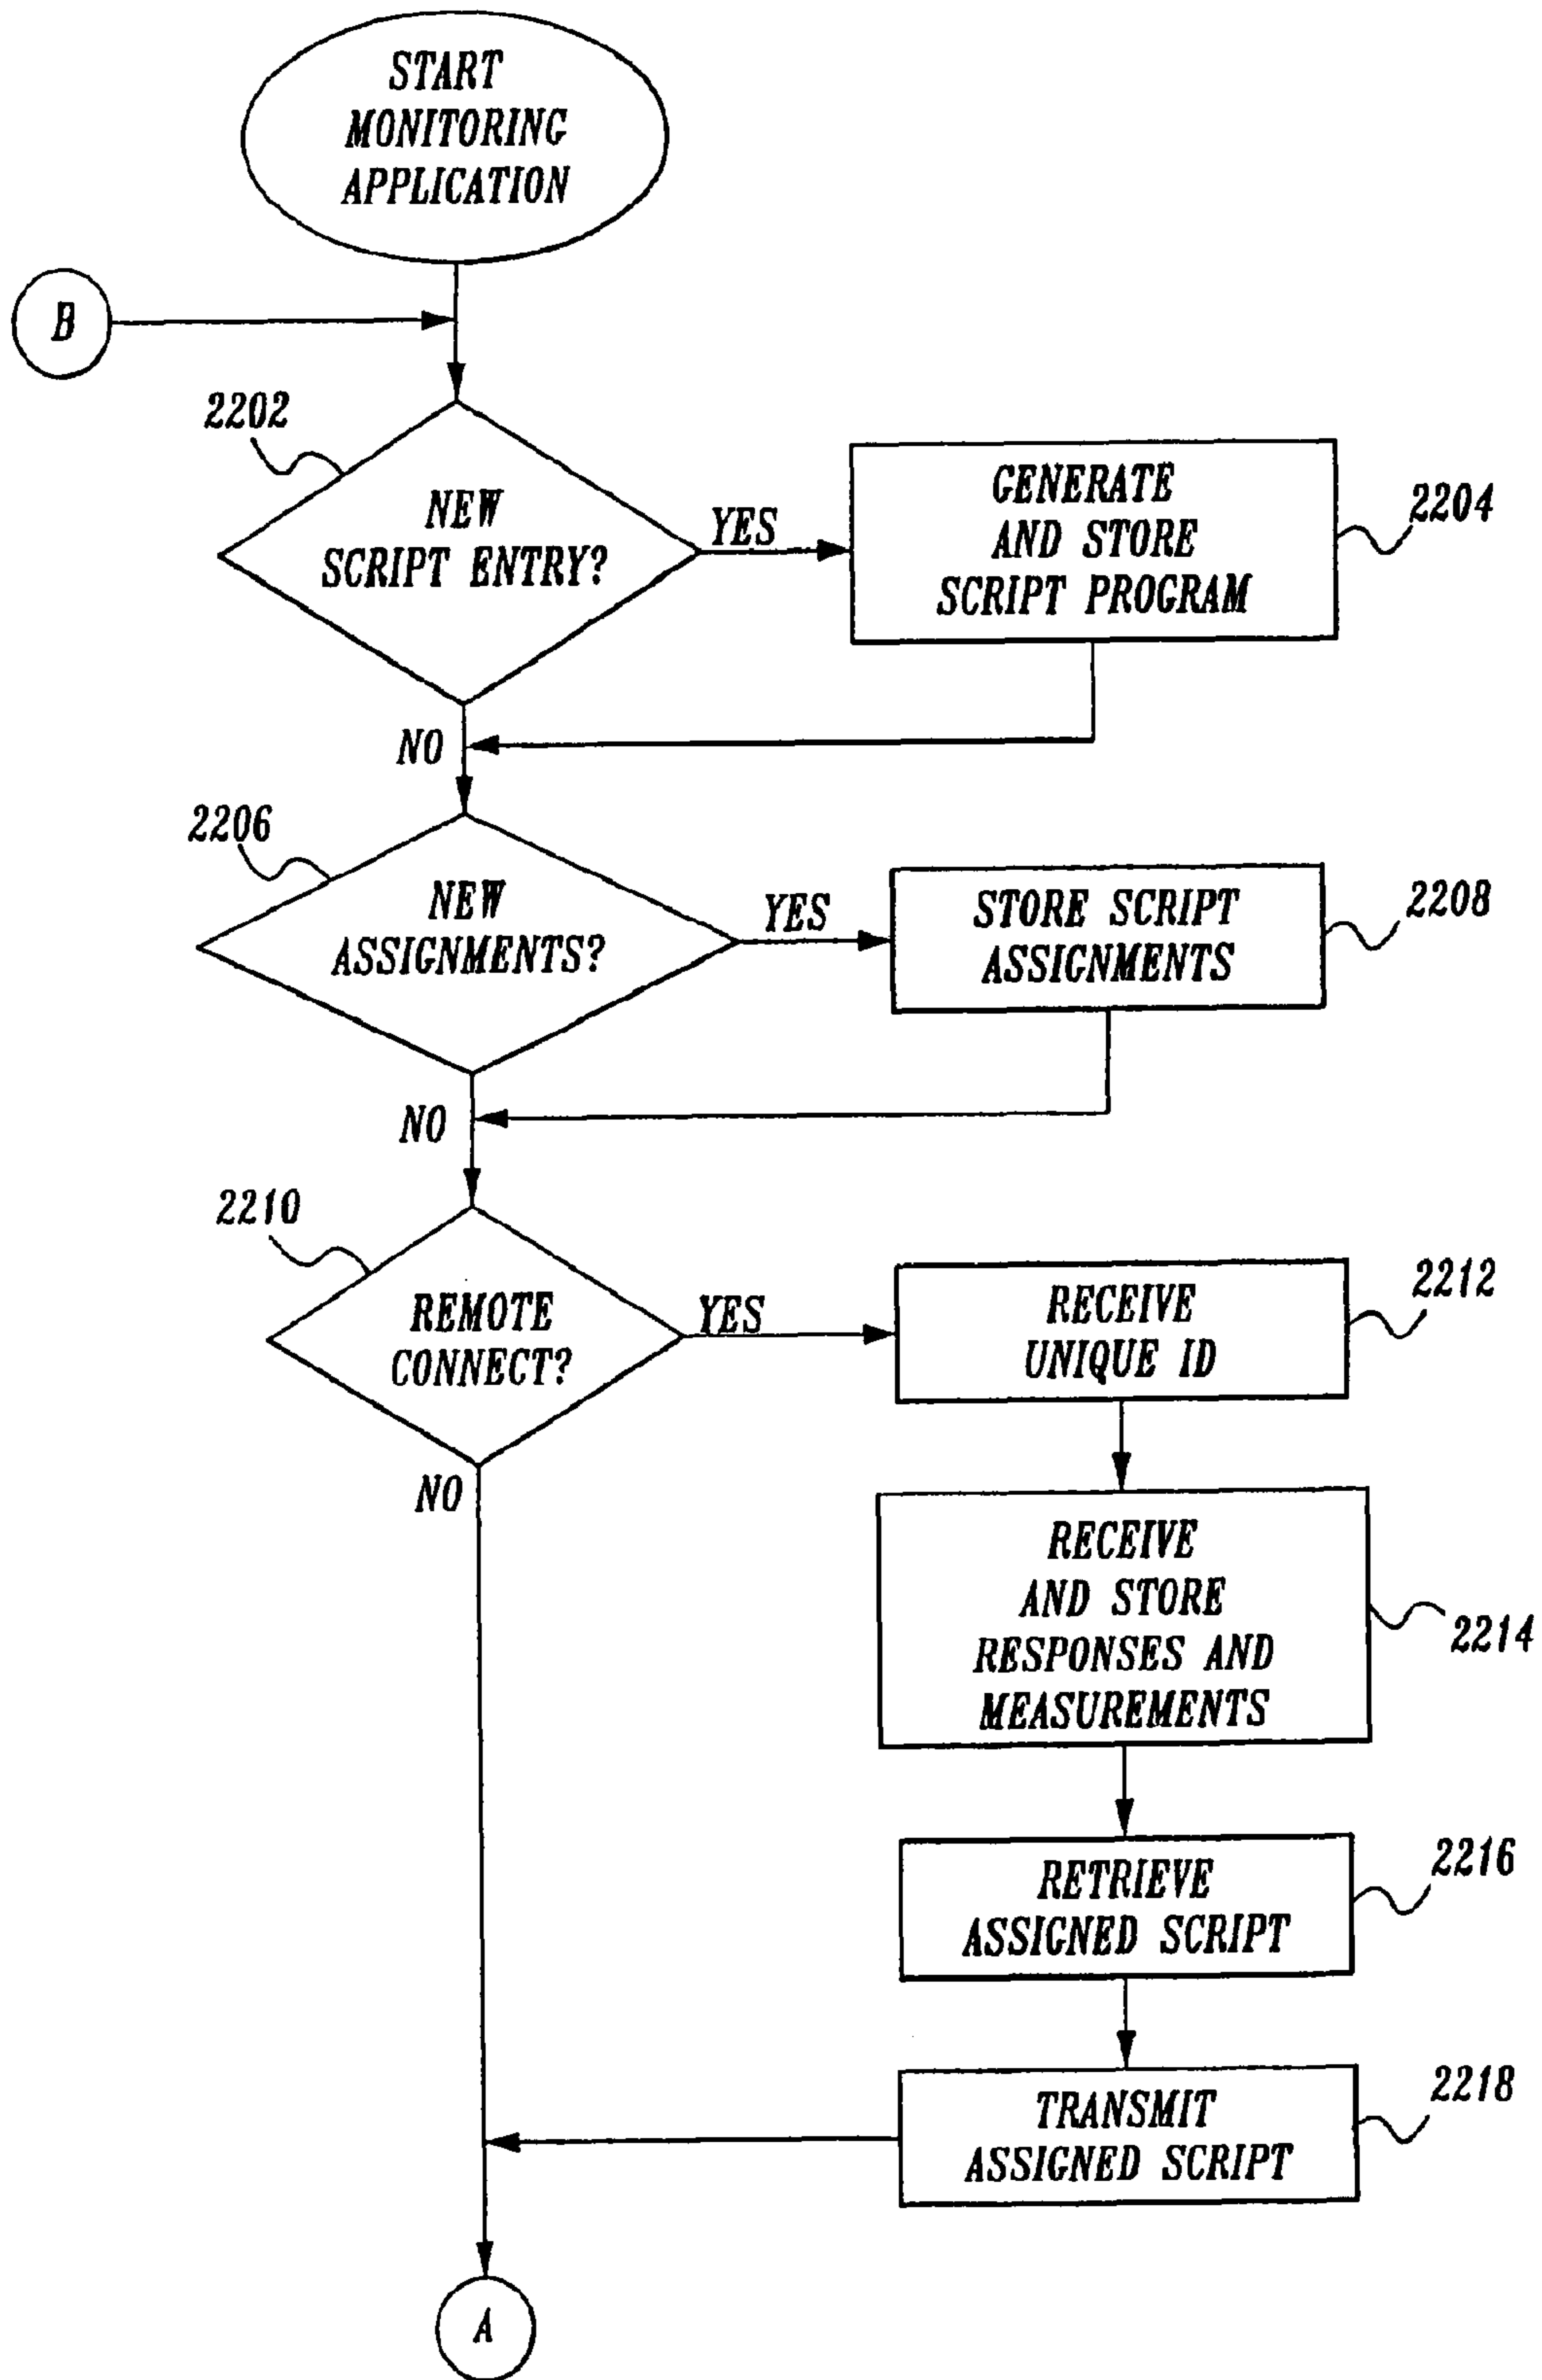 START
MONITORING
APPLICATION
B
2202
NEW
SCRIPT ENTRY?
YES
GENERATE
AND STORE
SCRIPT PROGRAM
2204
NO
2206
NEW
ASSIGNMENTS?
YES
STORE SCRIPT
ASSIGNMENTS
2208
NO
2210
REMOTE
CONNECT?
YES
RECEIVE
UNIQUE ID
2212
NO
RECEIVE
AND STORE
RESPONSES AND
MEASUREMENTS
2214
RETRIEVE
ASSIGNED SCRIPT
2216
TRANSMIT
ASSIGNED SCRIPT
2218
A